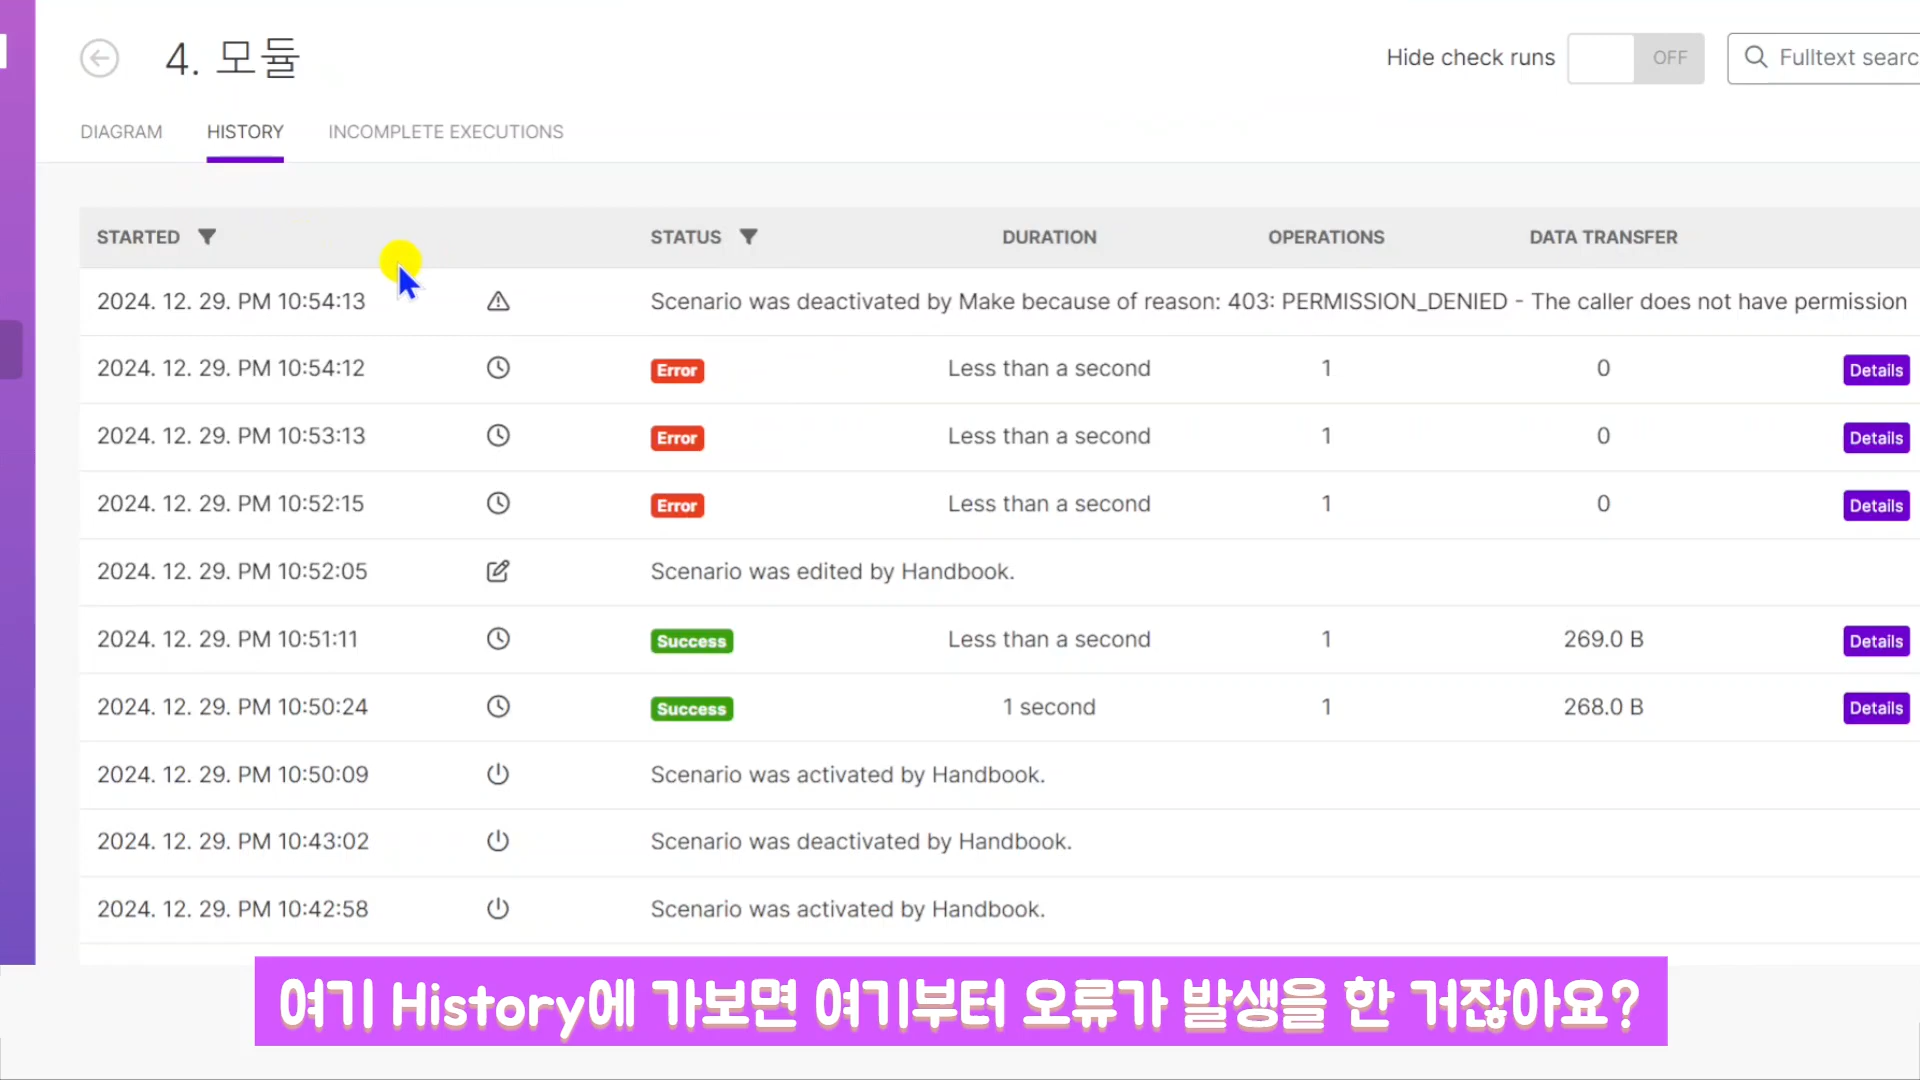 4. 모듈
Hide check runs OFF Fulltext searc
DIAGRAM HISTORY INCOMPLETE EXECUTIONS
STARTED STATUS DURATION OPERATIONS DATA TRANSFER
2024. 12. 29. PM 10:54:13 Scenario was deactivated by Make because of reason: 403: PERMISSION_DENIED - The caller does not have permission
2024. 12. 29. PM 10:54:12 Error Less than a second 1 0 Details
2024. 12. 29. PM 10:53:13 Error Less than a second 1 0 Details
2024. 12. 29. PM 10:52:15 Error Less than a second 1 0 Details
2024. 12. 29. PM 10:52:05 Scenario was edited by Handbook.
2024. 12. 29. PM 10:51:11 Success Less than a second 1 269.0 B Details
2024. 12. 29. PM 10:50:24 Success 1 second 1 268.0 B Details
2024. 12. 29. PM 10:50:09 Scenario was activated by Handbook.
2024. 12. 29. PM 10:43:02 Scenario was deactivated by Handbook.
2024. 12. 29. PM 10:42:58 Scenario was activated by Handbook.
여기 History에 가보면 여기부터 오류가 발생을 한 거잖아요?